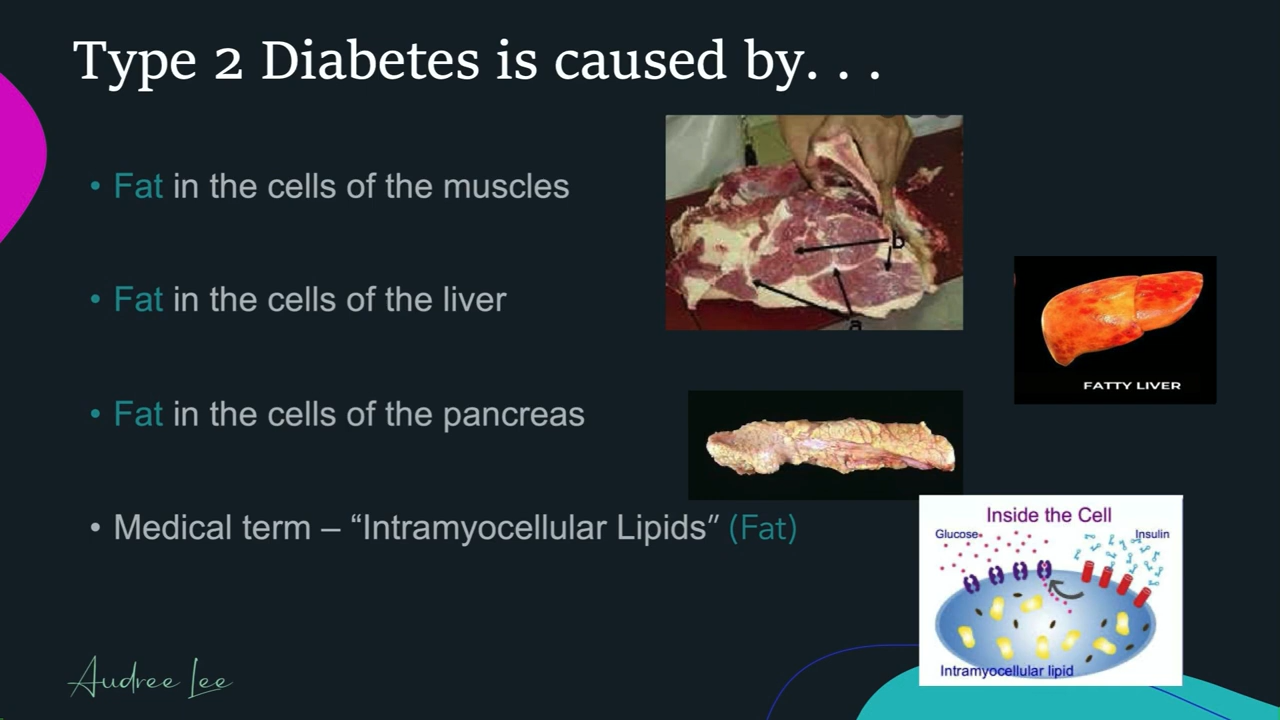 Type 2 Diabetes is caused by. . .
• Fat in the cells of the muscles
• Fat in the cells of the liver
• Fat in the cells of the pancreas
• Medical term – “Intramyocellular Lipids” (Fat)
b
a
FATTY LIVER
Inside the Cell
Glucose
Insulin
Intramyocellular lipid
Audree Lee